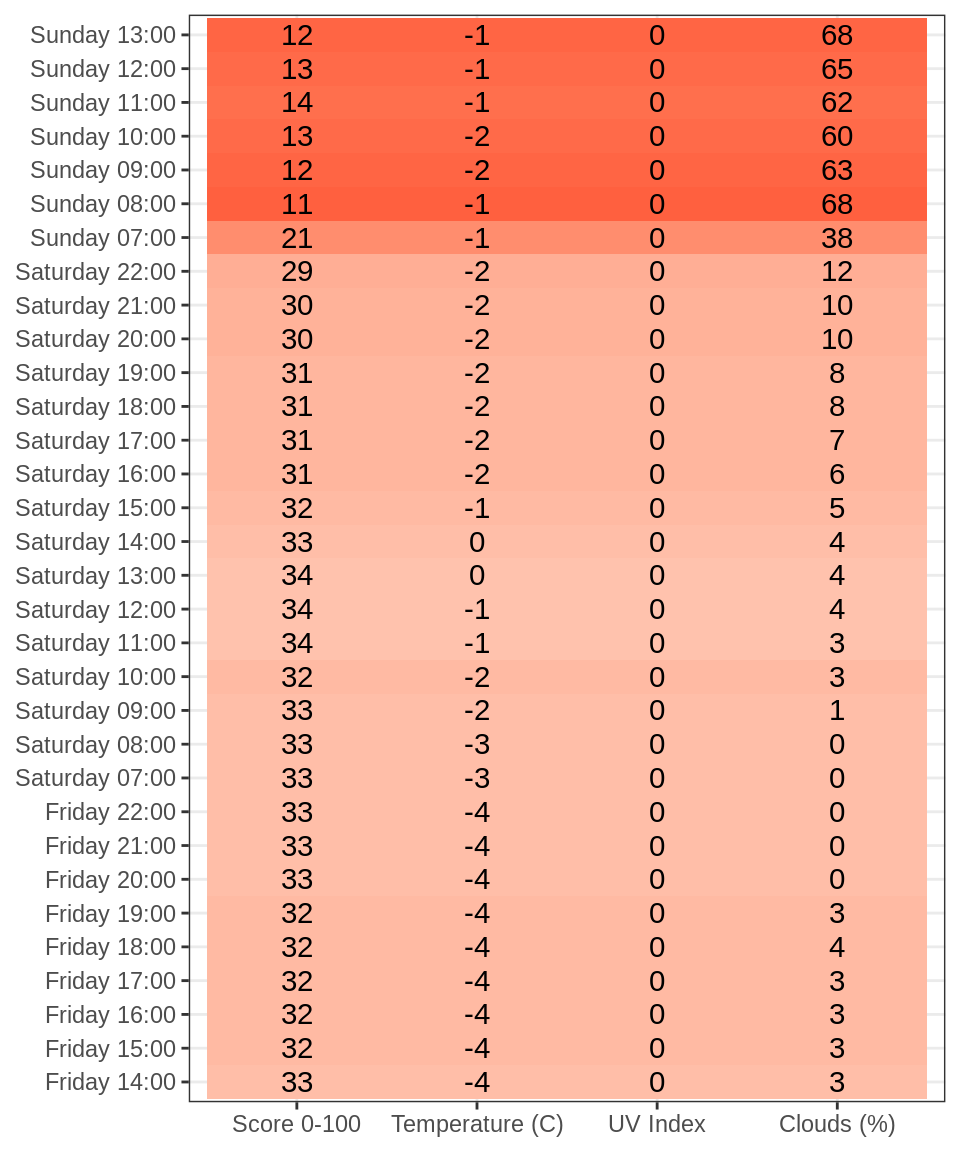 Sunday 13:00 12 -1 0 68
Sunday 12:00 13 -1 0 65
Sunday 11:00 14 -1 0 62
Sunday 10:00 13 -2 0 60
Sunday 09:00 12 -2 0 63
Sunday 08:00 11 -1 0 68
Sunday 07:00 21 -1 0 38
Saturday 22:00 29 -2 0 12
Saturday 21:00 30 -2 0 10
Saturday 20:00 30 -2 0 10
Saturday 19:00 31 -2 0 8
Saturday 18:00 31 -2 0 8
Saturday 17:00 31 -2 0 7
Saturday 16:00 31 -2 0 6
Saturday 15:00 32 -1 0 5
Saturday 14:00 33 0 0 4
Saturday 13:00 34 0 0 4
Saturday 12:00 34 -1 0 4
Saturday 11:00 34 -1 0 3
Saturday 10:00 32 -2 0 3
Saturday 09:00 33 -2 0 1
Saturday 08:00 33 -3 0 0
Saturday 07:00 33 -3 0 0
Friday 22:00 33 -4 0 0
Friday 21:00 33 -4 0 0
Friday 20:00 33 -4 0 0
Friday 19:00 32 -4 0 3
Friday 18:00 32 -4 0 4
Friday 17:00 32 -4 0 3
Friday 16:00 32 -4 0 3
Friday 15:00 32 -4 0 3
Friday 14:00 33 -4 0 3
Score 0-100 Temperature (C) UV Index Clouds (%)